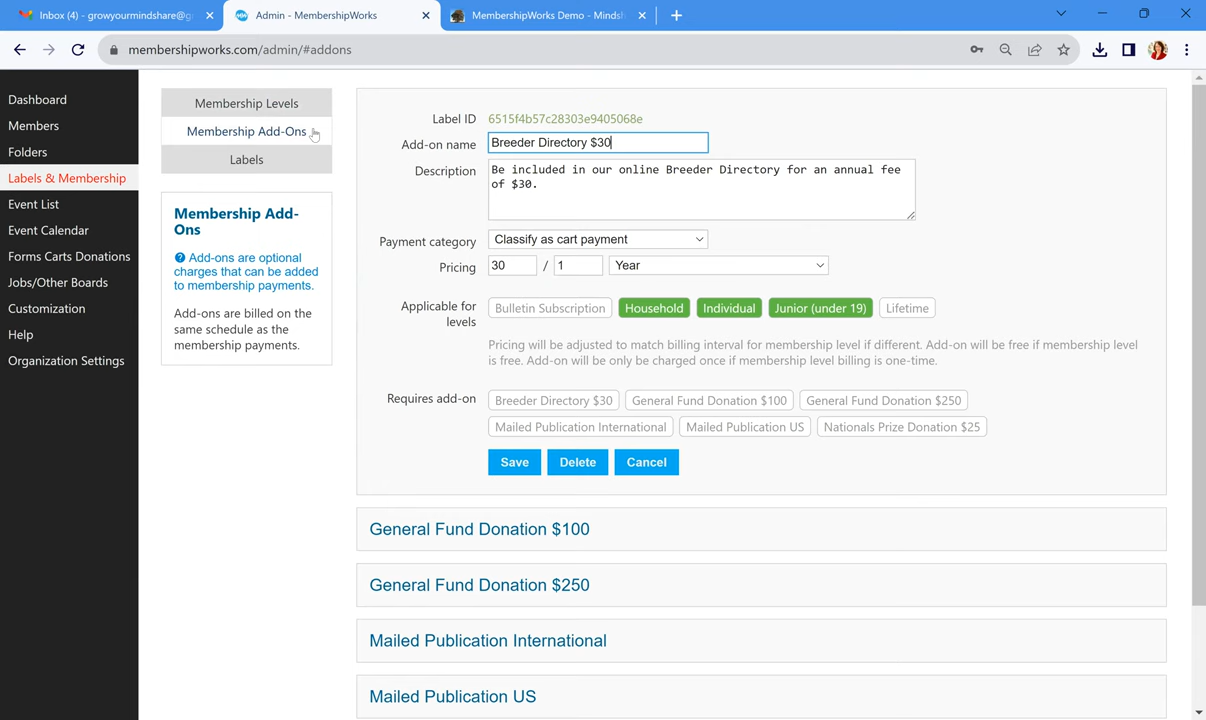 Inbox (4) - growyourmindshare@g
Admin - MembershipWorks
MembershipWorks Demo - Mindsh
membershipworks.com/admin/#addons
Dashboard
Members
Folders
Labels & Membership
Event List
Event Calendar
Forms Carts Donations
Jobs/Other Boards
Customization
Help
Organization Settings
Membership Levels
Membership Add-Ons
Labels
Membership Add-
Ons
? Add-ons are optional
charges that can be added
to membership payments.
Add-ons are billed on the
same schedule as the
membership payments.
Label ID 6515f4b57c28303e9405068e
Add-on name Breeder Directory $30
Description Be included in our online Breeder Directory for an annual fee
of $30.
Payment category Classify as cart payment
Pricing 30 / 1 Year
Applicable for
levels
Bulletin Subscription Household Individual Junior (under 19) Lifetime
Pricing will be adjusted to match billing interval for membership level if different. Add-on will be free if membership level
is free. Add-on will be only be charged once if membership level billing is one-time.
Requires add-on Breeder Directory $30 General Fund Donation $100 General Fund Donation $250
Mailed Publication International Mailed Publication US Nationals Prize Donation $25
Save Delete Cancel
General Fund Donation $100
General Fund Donation $250
Mailed Publication International
Mailed Publication US